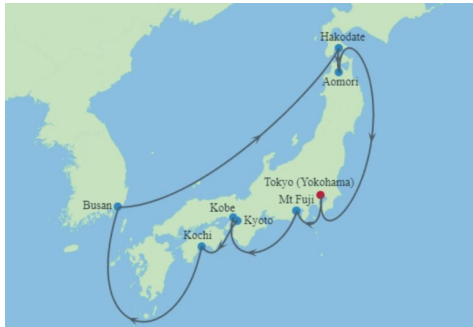 Hakodate
Aomori
Tokyo (Yokohama)
Mt Fuji
Busan
Kobe
Kyoto
Kochi